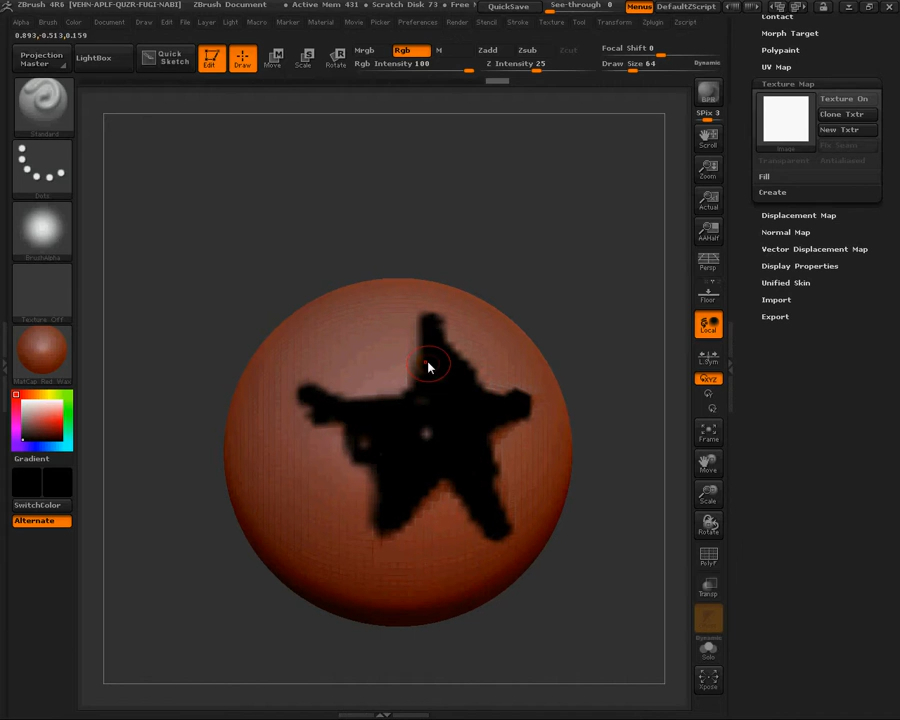 ZBrush 4R6 [VEHN-APLF-QUZR-FUGI-NABI] ZBrush Document • Active Mem 431 • Scratch Disk 73 • Free QuickSave See-through 0 Menus DefaultZScript
Alpha Brush Color Document Draw Edit File Layer Light Macro Marker Material Movie Picker Preferences Render Stencil Stroke Texture Tool Transform Zplugin Zscript
0.893,-0.513,0.159
Projection Master
LightBox
Quick Sketch
Edit
Draw
Move
Scale
Rotate
Mrgb Rgb M
Rgb Intensity 100
Zadd Zsub Zcut
Z Intensity 25
Focal Shift 0
Draw Size 64
Dynamic
Standard
Dots
BrushAlpha
Texture Off
MatCap Red Wax
Gradient
SwitchColor
Alternate
BPR
SPix 3
Scroll
Zoom
Actual
AAHalf
Persp
Floor
Local
L.Sym
XYZ
Frame
Move
Scale
Rotate
PolyF
Transp
Dynamic
Solo
Xpose
Contact
Morph Target
Polypaint
UV Map
Texture Map
Texture On
Clone Txtr
New Txtr
Fix Seam
Image
Transparent Antialiased
Fill
Create
Displacement Map
Normal Map
Vector Displacement Map
Display Properties
Unified Skin
Import
Export